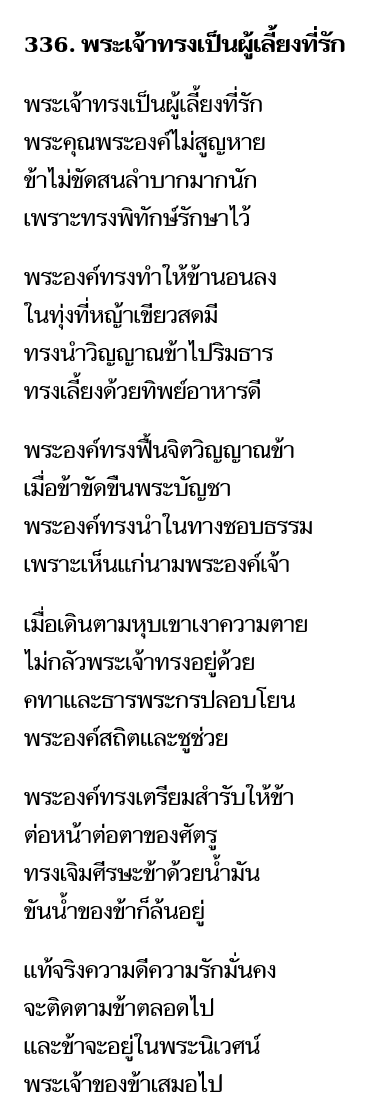 336. พระเจ้าทรงเป็นผู้เลี้ยงที่รัก
พระเจ้าทรงเป็นผู้เลี้ยงที่รัก
พระคุณพระองค์ไม่สูญหาย
ข้าไม่ขัดสนลำบากมากนัก
เพราะทรงพิทักษ์รักษาไว้
พระองค์ทรงทำให้ข้านอนลง
ในทุ่งที่หญ้าเขียวสดมี
ทรงนำวิญญาณข้าไปริมธาร
ทรงเลี้ยงด้วยทิพย์อาหารดี
พระองค์ทรงฟื้นจิตวิญญาณข้า
เมื่อข้าขัดขืนพระบัญชา
พระองค์ทรงนำในทางชอบธรรม
เพราะเห็นแก่นามพระองค์เจ้า
เมื่อเดินตามหุบเขาเงาความตาย
ไม่กลัวพระเจ้าทรงอยู่ด้วย
คทาและธารพระกรปลอบโยน
พระองค์สถิตและชูช่วย
พระองค์ทรงเตรียมสำรับให้ข้า
ต่อหน้าต่อตาของศัตรู
ทรงเจิมศีรษะข้าด้วยน้ำมัน
ขันน้ำของข้าก็ล้นอยู่
แท้จริงความดีความรักมั่นคง
จะติดตามข้าตลอดไป
และข้าจะอยู่ในพระนิเวศน์
พระเจ้าของข้าเสมอไป